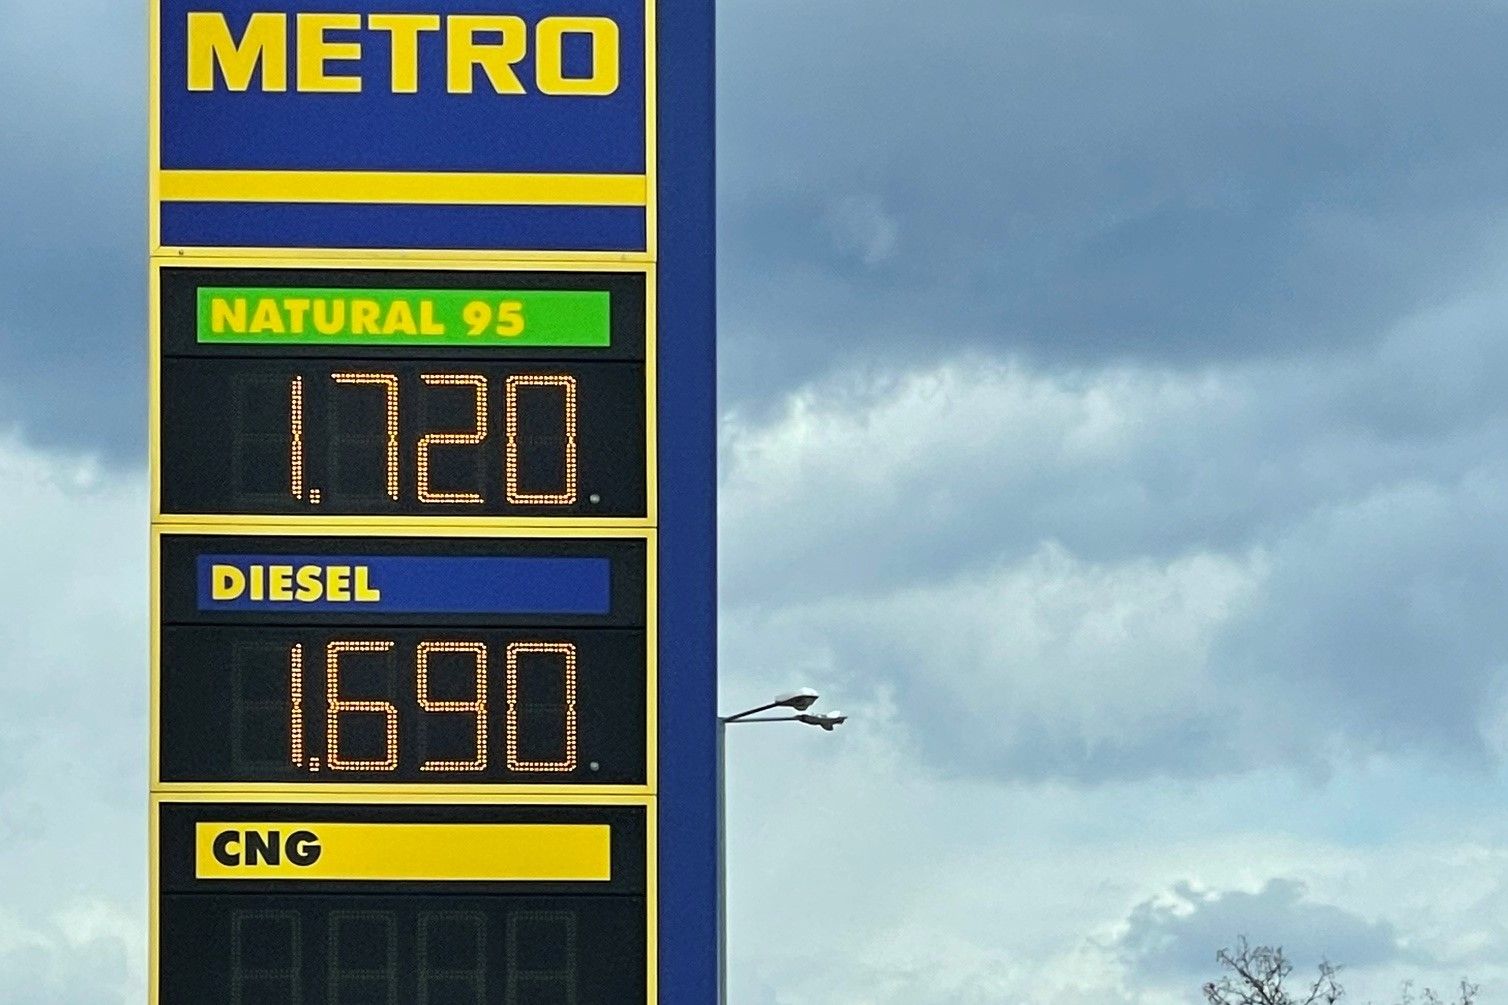 METRO
NATURAL 95
1.720
DIESEL
1.690
CNG